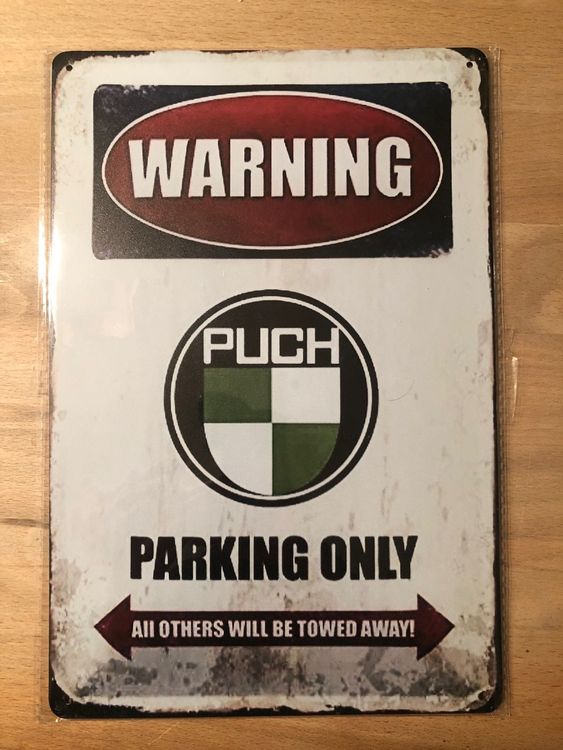 WARNING
PUCH
PARKING ONLY
All OTHERS WILL BE TOWED AWAY!